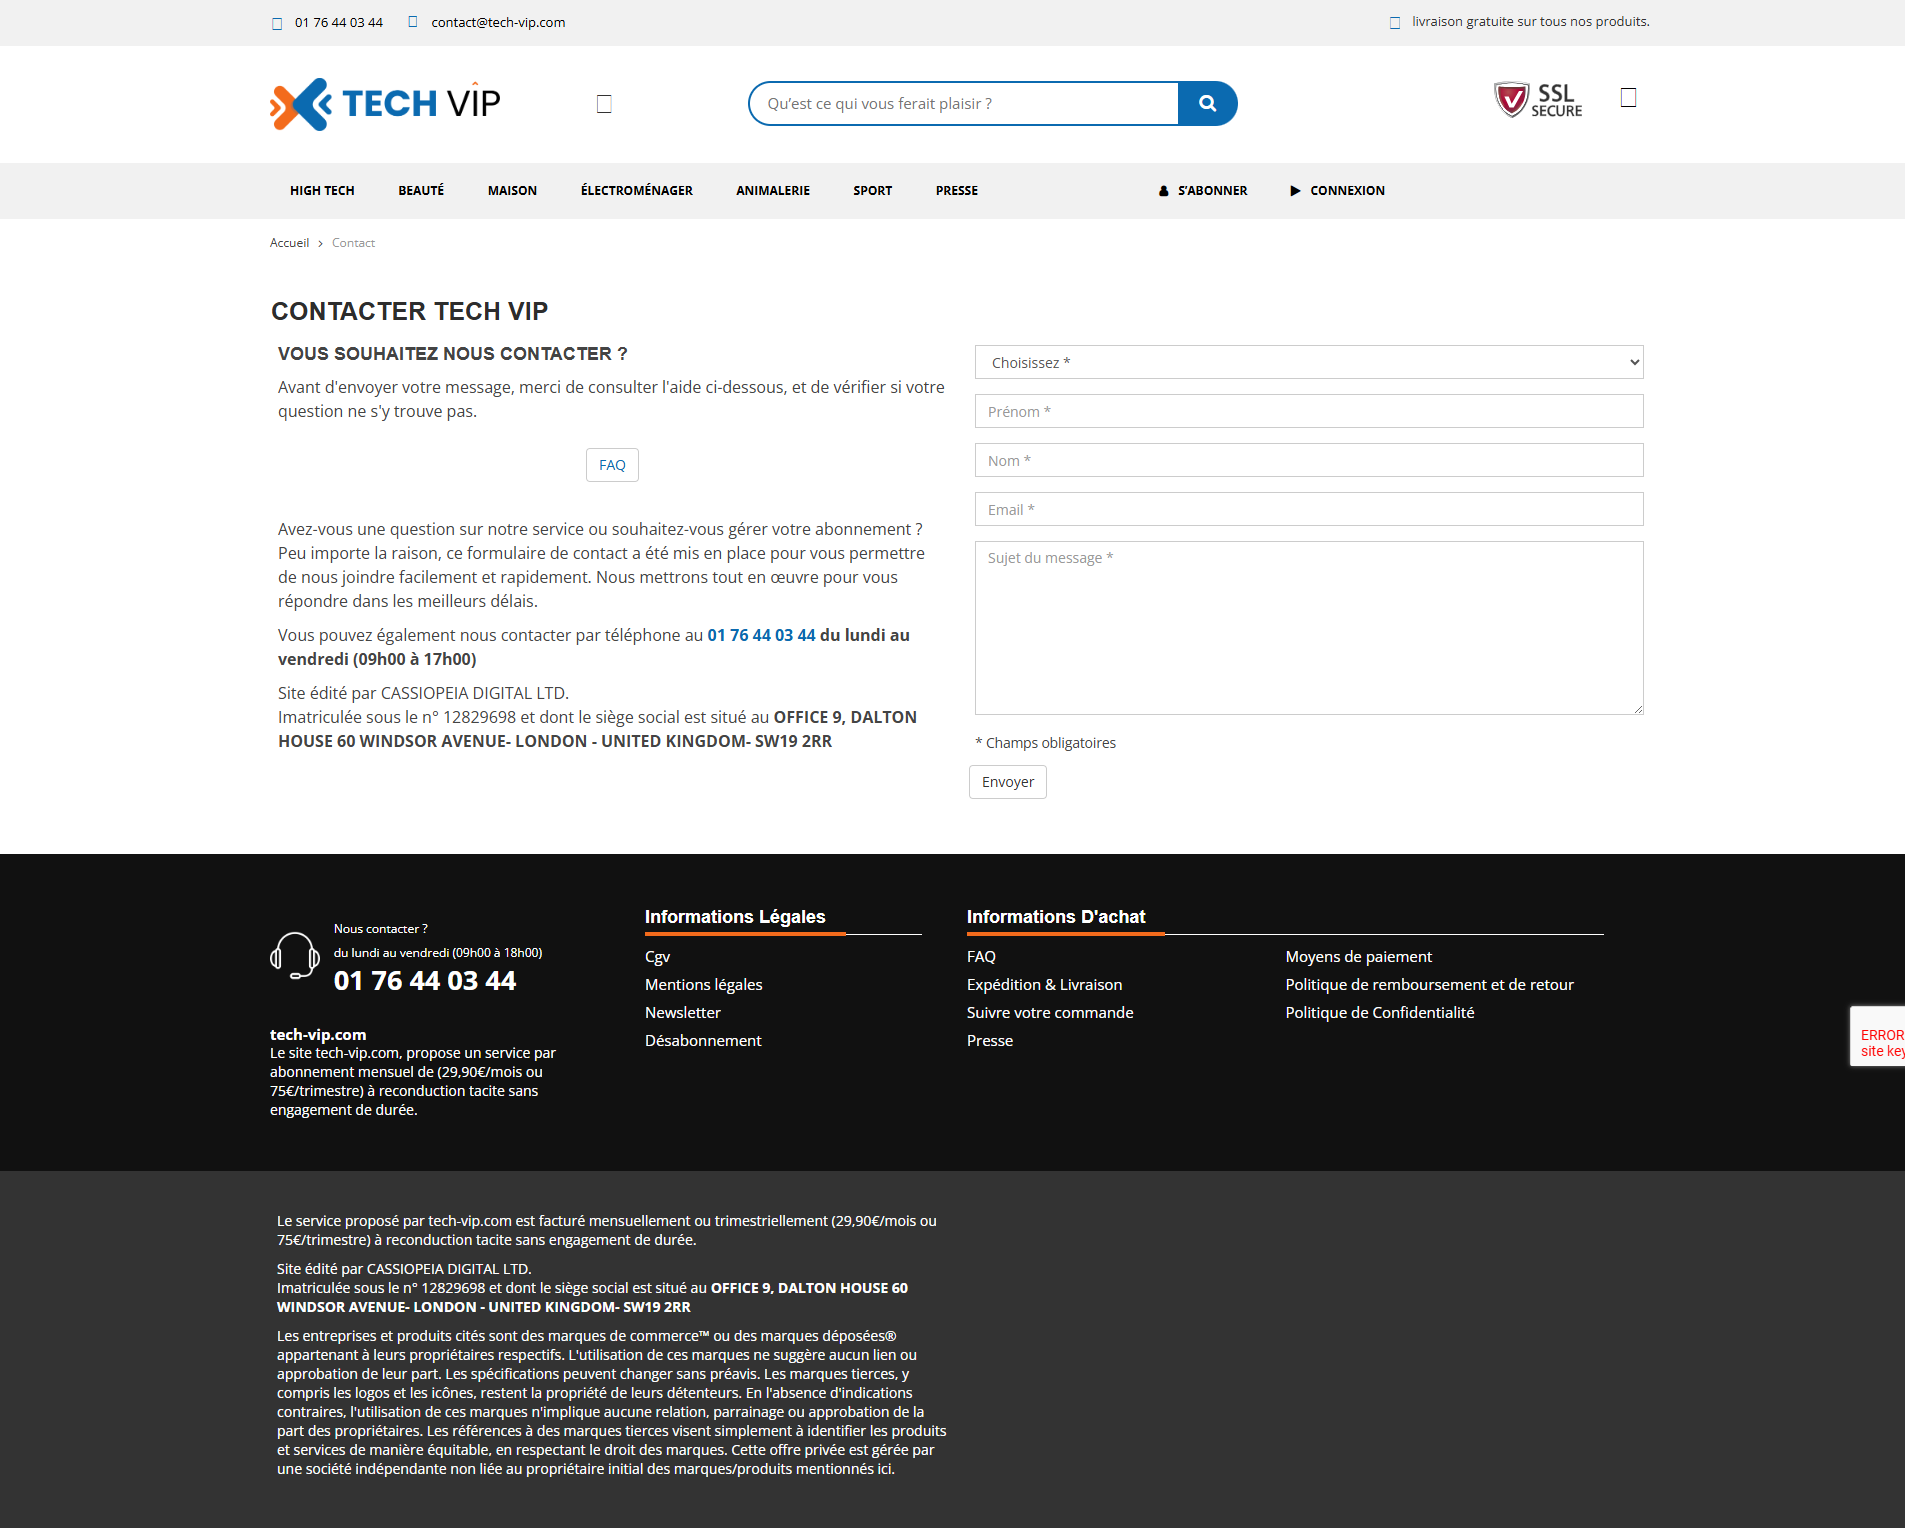 01 76 44 03 44 contact@tech-vip.com livraison gratuite sur tous nos produits.
TECH VIP Qu’est ce qui vous ferait plaisir ? SSL SECURE
HIGH TECH BEAUTÉ MAISON ÉLECTROMÉNAGER ANIMALERIE SPORT PRESSE S’ABONNER CONNEXION
Accueil > Contact
CONTACTER TECH VIP
VOUS SOUHAITEZ NOUS CONTACTER ?
Avant d'envoyer votre message, merci de consulter l'aide ci-dessous, et de vérifier si votre
question ne s'y trouve pas.
FAQ
Avez-vous une question sur notre service ou souhaitez-vous gérer votre abonnement ?
Peu importe la raison, ce formulaire de contact a été mis en place pour vous permettre
de nous joindre facilement et rapidement. Nous mettrons tout en œuvre pour vous
répondre dans les meilleurs délais.
Vous pouvez également nous contacter par téléphone au 01 76 44 03 44 du lundi au
vendredi (09h00 à 17h00)
Site édité par CASSIOPEIA DIGITAL LTD.
Imatriculée sous le n° 12829698 et dont le siège social est situé au OFFICE 9, DALTON
HOUSE 60 WINDSOR AVENUE- LONDON - UNITED KINGDOM- SW19 2RR
Choisissez *
Prénom *
Nom *
Email *
Sujet du message *
* Champs obligatoires
Envoyer
Nous contacter ?
du lundi au vendredi (09h00 à 18h00)
01 76 44 03 44
tech-vip.com
Le site tech-vip.com, propose un service par
abonnement mensuel de (29,90€/mois ou
75€/trimestre) à reconduction tacite sans
engagement de durée.
Informations Légales
Cgv
Mentions légales
Newsletter
Désabonnement
Informations D'achat
FAQ
Expédition & Livraison
Suivre votre commande
Presse
Moyens de paiement
Politique de remboursement et de retour
Politique de Confidentialité
ERROR
site key
Le service proposé par tech-vip.com est facturé mensuellement ou trimestriellement (29,90€/mois ou
75€/trimestre) à reconduction tacite sans engagement de durée.
Site édité par CASSIOPEIA DIGITAL LTD.
Imatriculée sous le n° 12829698 et dont le siège social est situé au OFFICE 9, DALTON HOUSE 60
WINDSOR AVENUE- LONDON - UNITED KINGDOM- SW19 2RR
Les entreprises et produits cités sont des marques de commerce™ ou des marques déposées®
appartenant à leurs propriétaires respectifs. L'utilisation de ces marques ne suggère aucun lien ou
approbation de leur part. Les spécifications peuvent changer sans préavis. Les marques tierces, y
compris les logos et les icônes, restent la propriété de leurs détenteurs. En l'absence d'indications
contraires, l'utilisation de ces marques n'implique aucune relation, parrainage ou approbation de la
part des propriétaires. Les références à des marques tierces visent simplement à identifier les produits
et services de manière équitable, en respectant le droit des marques. Cette offre privée est gérée par
une société indépendante non liée au propriétaire initial des marques/produits mentionnés ici.